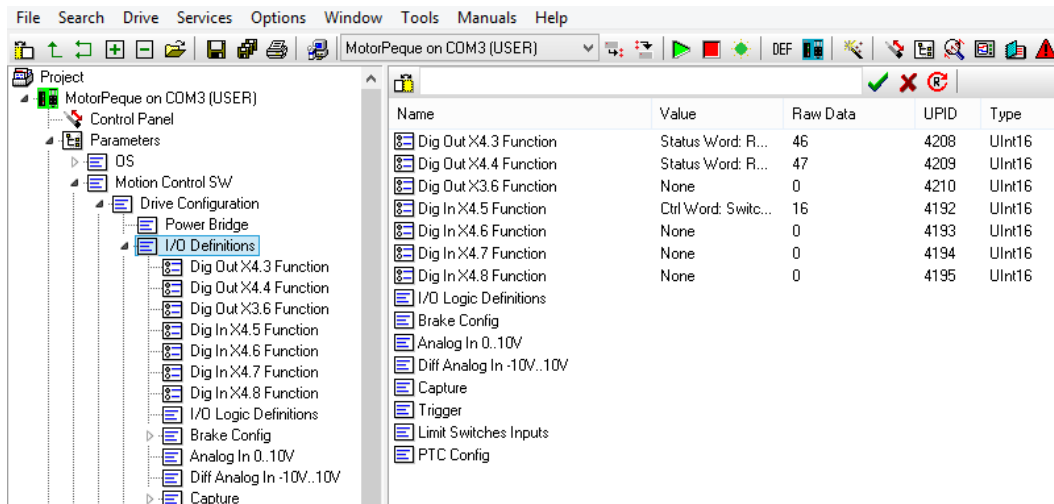 File Search Drive Services Options Window Tools Manuals Help
MotorPeque on COM3 (USER)
DEF
Project
MotorPeque on COM3 (USER)
Control Panel
Parameters
OS
Motion Control SW
Drive Configuration
Power Bridge
I/O Definitions
Dig Out X4.3 Function
Dig Out X4.4 Function
Dig Out X3.6 Function
Dig In X4.5 Function
Dig In X4.6 Function
Dig In X4.7 Function
Dig In X4.8 Function
I/O Logic Definitions
Brake Config
Analog In 0..10V
Diff Analog In -10V..10V
Capture
Name Value Raw Data UPID Type
Dig Out X4.3 Function Status Word: R... 46 4208 UInt16
Dig Out X4.4 Function Status Word: R... 47 4209 UInt16
Dig Out X3.6 Function None 0 4210 UInt16
Dig In X4.5 Function Ctrl Word: Switc... 16 4192 UInt16
Dig In X4.6 Function None 0 4193 UInt16
Dig In X4.7 Function None 0 4194 UInt16
Dig In X4.8 Function None 0 4195 UInt16
I/O Logic Definitions
Brake Config
Analog In 0..10V
Diff Analog In -10V..10V
Capture
Trigger
Limit Switches Inputs
PTC Config